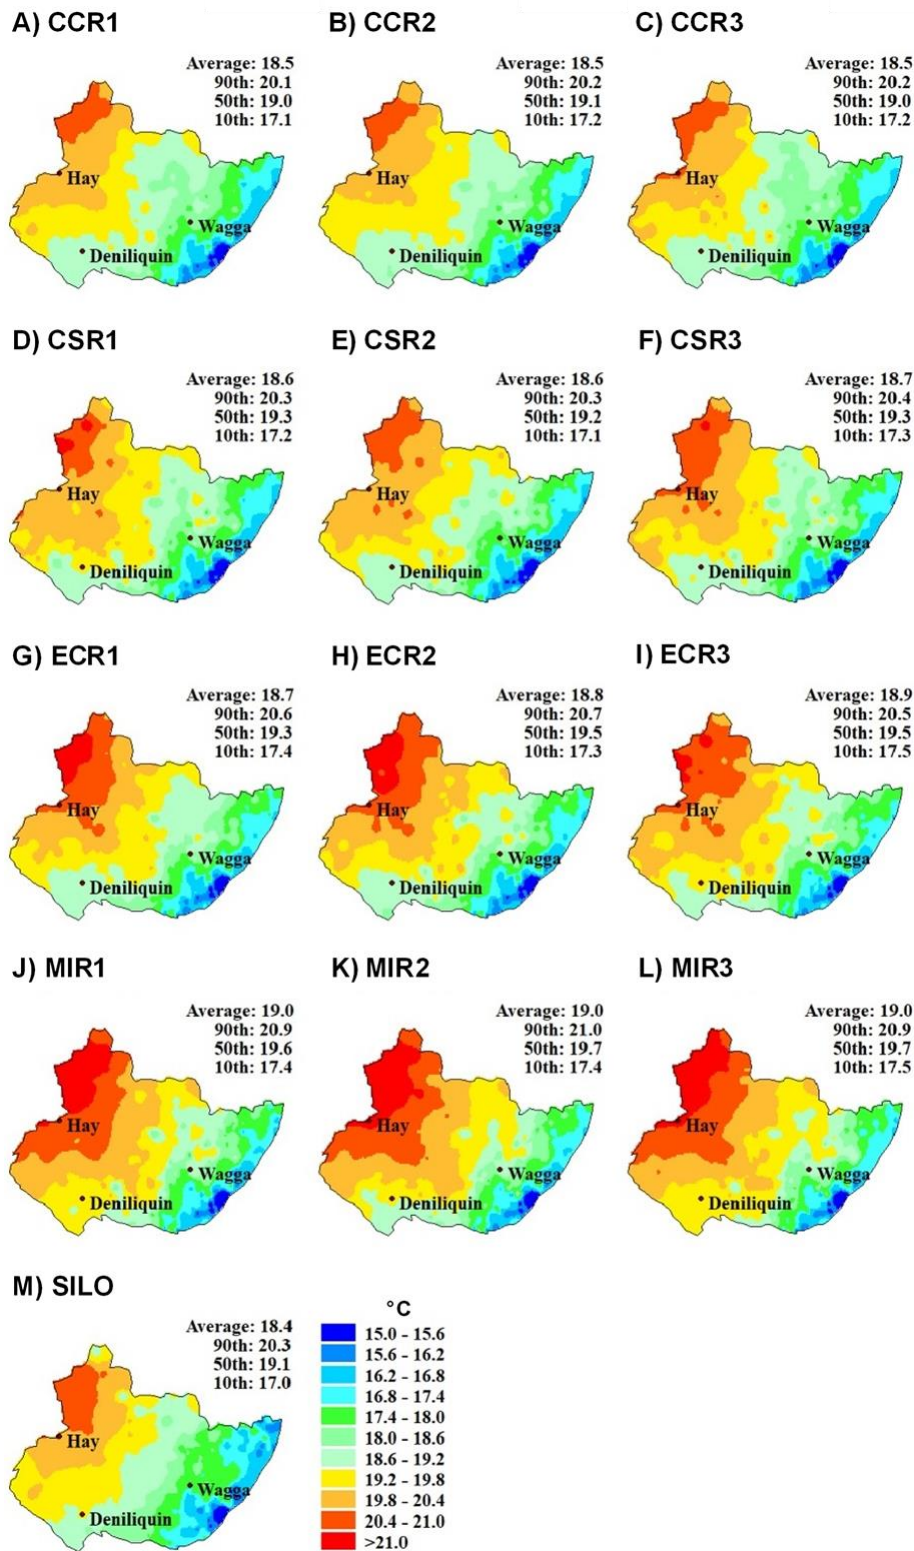 A) CCR1
Average: 18.5
90th: 20.1
50th: 19.0
10th: 17.1
Hay
Wagga
Deniliquin
B) CCR2
Average: 18.5
90th: 20.2
50th: 19.1
10th: 17.2
Hay
Wagga
Deniliquin
C) CCR3
Average: 18.5
90th: 20.2
50th: 19.0
10th: 17.2
Hay
Wagga
Deniliquin
D) CSR1
Average: 18.6
90th: 20.3
50th: 19.3
10th: 17.2
Hay
Wagga
Deniliquin
E) CSR2
Average: 18.6
90th: 20.3
50th: 19.2
10th: 17.1
Hay
Wagga
Deniliquin
F) CSR3
Average: 18.7
90th: 20.4
50th: 19.3
10th: 17.3
Hay
Wagga
Deniliquin
G) ECR1
Average: 18.7
90th: 20.6
50th: 19.3
10th: 17.4
Hay
Wagga
Deniliquin
H) ECR2
Average: 18.8
90th: 20.7
50th: 19.5
10th: 17.3
Hay
Wagga
Deniliquin
I) ECR3
Average: 18.9
90th: 20.5
50th: 19.5
10th: 17.5
Hay
Wagga
Deniliquin
J) MIR1
Average: 19.0
90th: 20.9
50th: 19.6
10th: 17.4
Hay
Wagga
Deniliquin
K) MIR2
Average: 19.0
90th: 21.0
50th: 19.7
10th: 17.4
Hay
Wagga
Deniliquin
L) MIR3
Average: 19.0
90th: 20.9
50th: 19.7
10th: 17.5
Hay
Wagga
Deniliquin
M) SILO
Average: 18.4
90th: 20.3
50th: 19.1
10th: 17.0
Hay
Wagga
Deniliquin
°C
15.0 - 15.6
15.6 - 16.2
16.2 - 16.8
16.8 - 17.4
17.4 - 18.0
18.0 - 18.6
18.6 - 19.2
19.2 - 19.8
19.8 - 20.4
20.4 - 21.0
>21.0